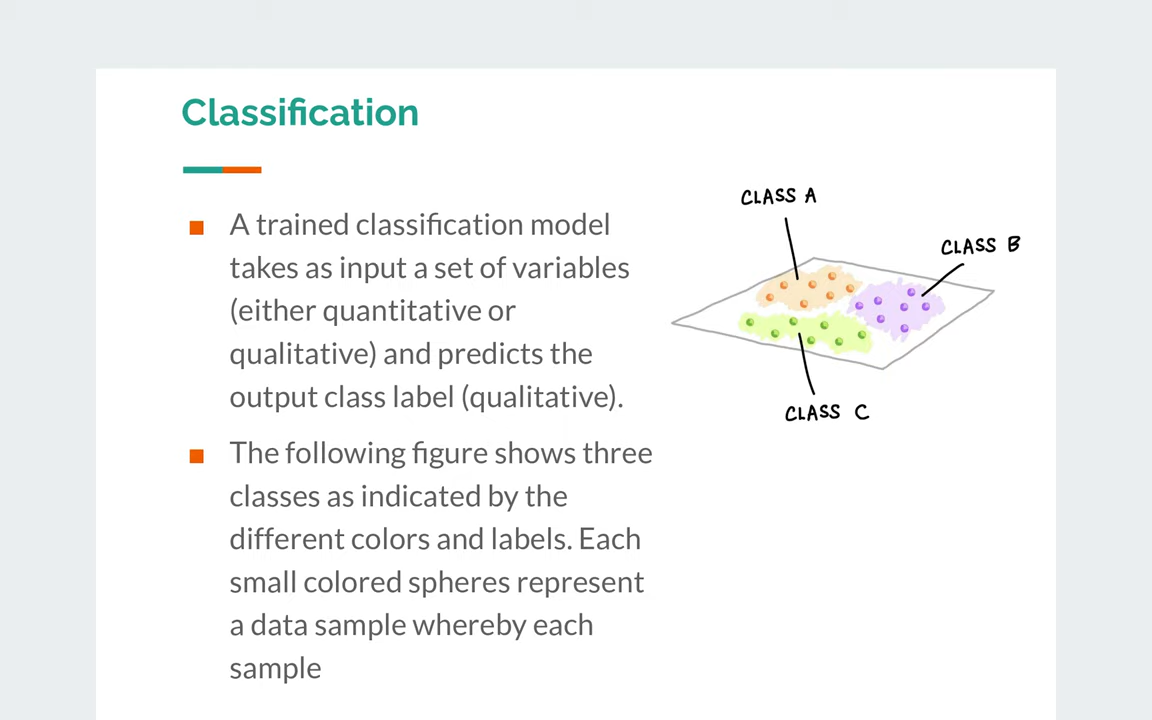 Classification
A trained classification model
takes as input a set of variables
(either quantitative or
qualitative) and predicts the
output class label (qualitative).
The following figure shows three
classes as indicated by the
different colors and labels. Each
small colored spheres represent
a data sample whereby each
sample
CLASS A
CLASS B
CLASS C